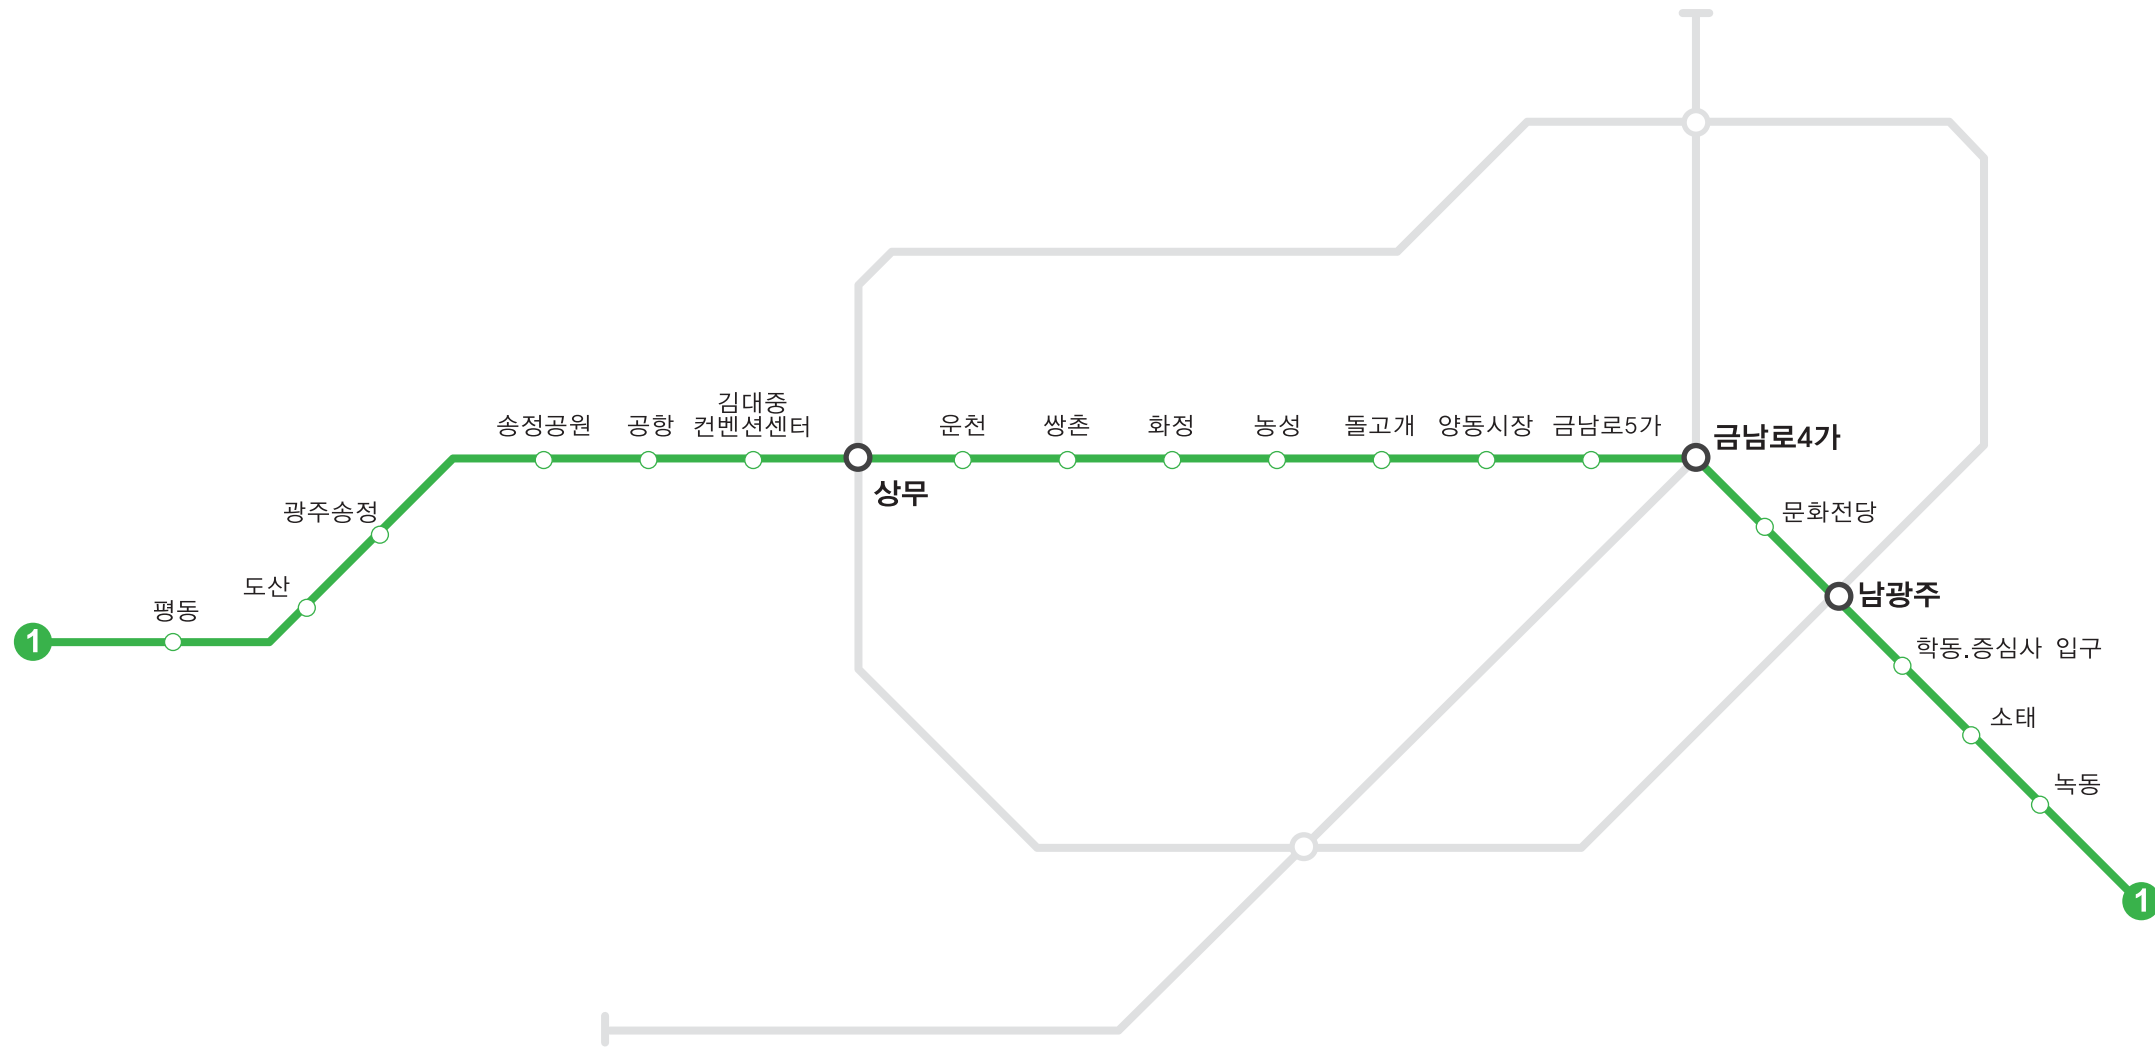 1
평동
도산
광주송정
송정공원
공항
김대중
컨벤션센터
상무
운천
쌍촌
화정
농성
돌고개
양동시장
금남로5가
금남로4가
문화전당
남광주
학동.증심사 입구
소태
녹동
1